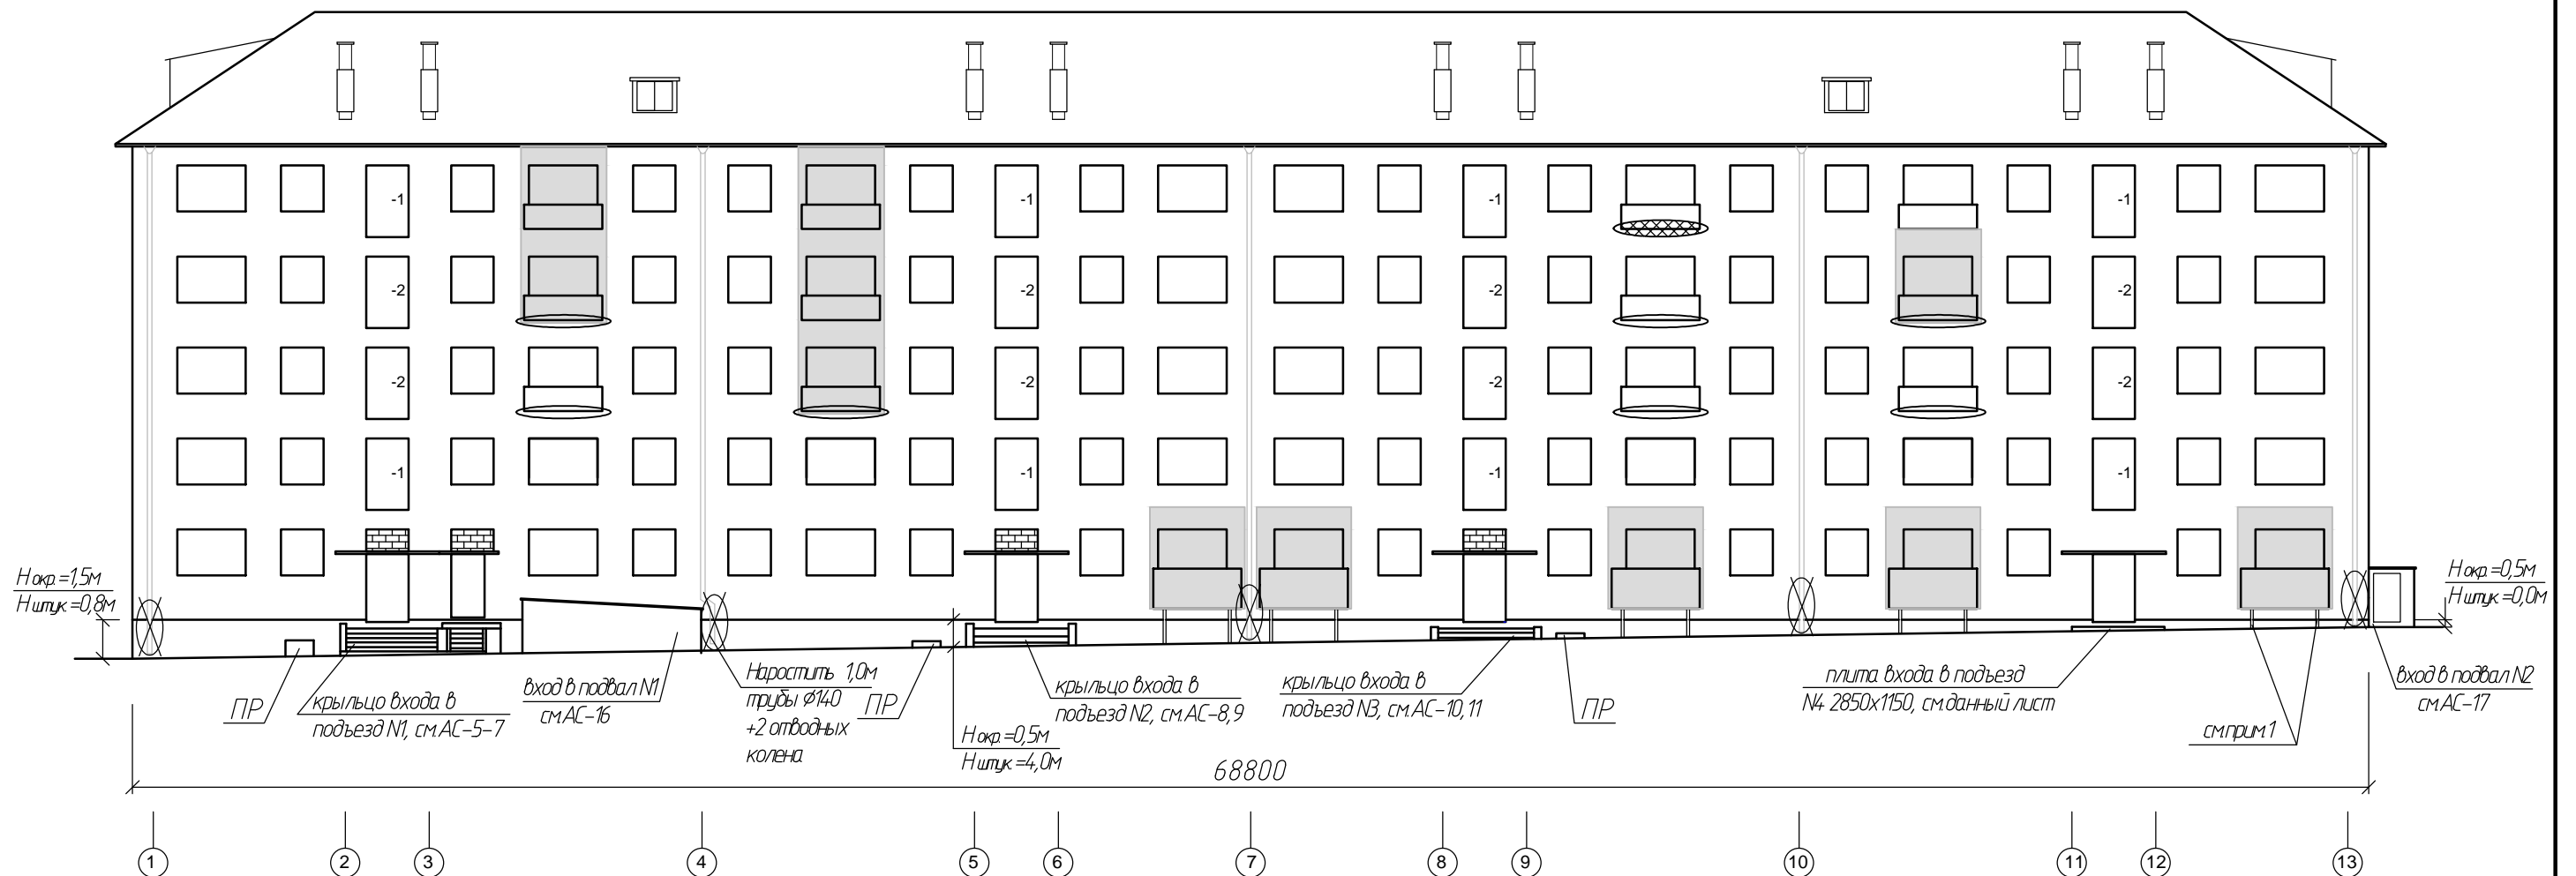 -1
-1
-1
-1
-2
-2
-2
-2
-2
-2
-2
-2
-1
-1
-1
-1
Н окр.=1,5м
Н штук.=0,8м
Н окр.=0,5м
Н штук.=0,0м
ПР
крыльцо входа в
подъезд N1, см.АС-5-7
вход в подвал N1
см.АС-16
Наростить 1,0м
трубы Ø140
+2 отводных
колена
ПР
Н окр.=0,5м
Н штук.=4,0м
крыльцо входа в
подъезд N2, см.АС-8,9
крыльцо входа в
подъезд N3, см.АС-10,11
ПР
плита входа в подъезд
N4 2850х1150, см.данный лист
см.прим.1
вход в подвал N2
см.АС-17
68800
1 2 3 4 5 6 7 8 9 10 11 12 13